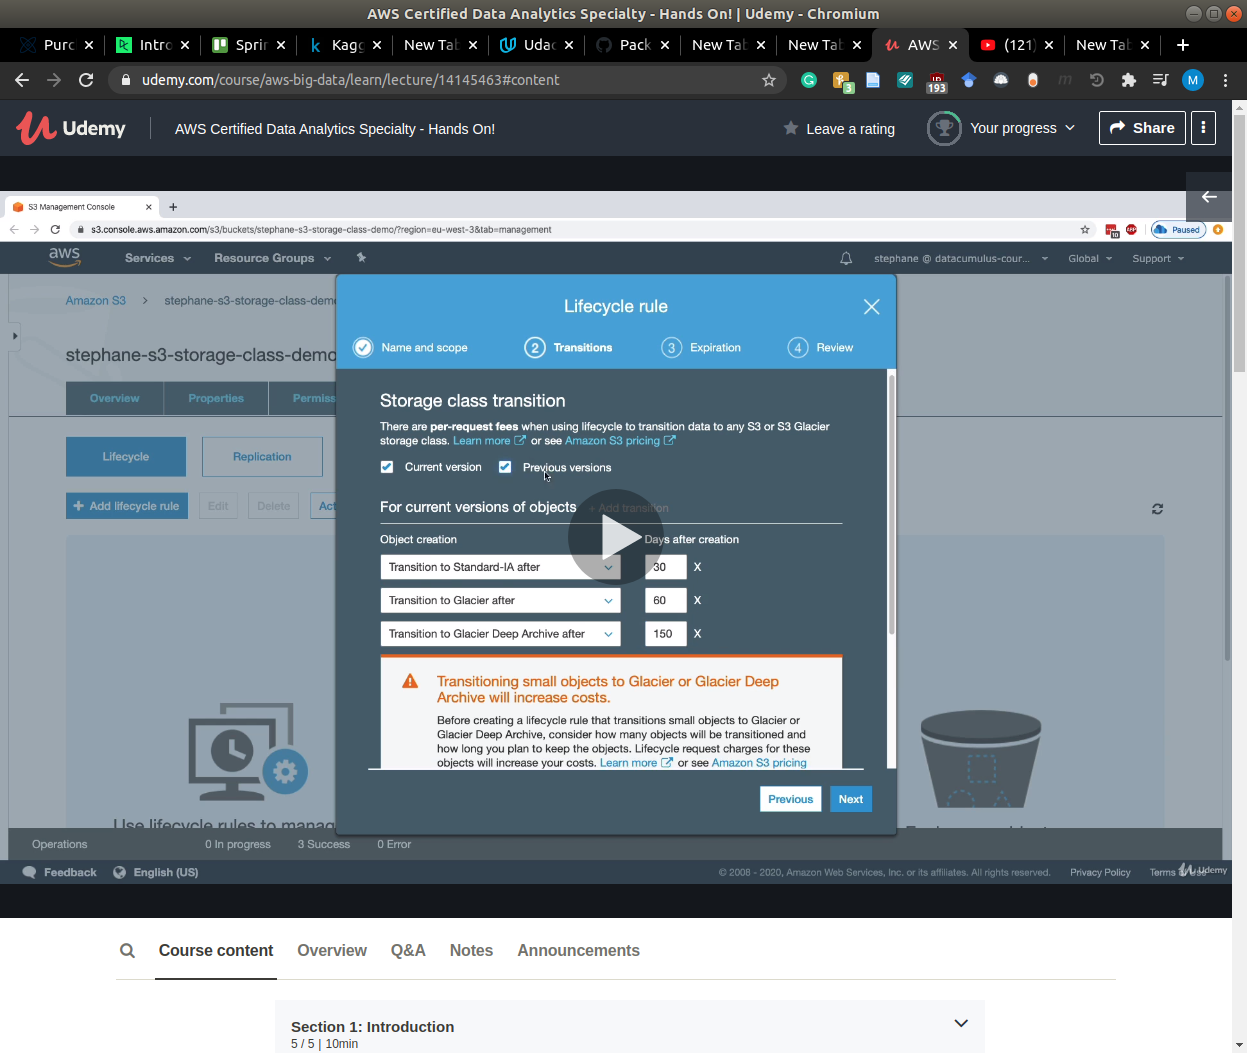 AWS Certified Data Analytics Specialty - Hands On! | Udemy - Chromium
Purc
Intro
Sprin
Kagg
New Tab
Udac
Pack
New Tab
New Tab
AWS
(121)
New Tab
udemy.com/course/aws-big-data/learn/lecture/14145463#content
3
193
M
Udemy
AWS Certified Data Analytics Specialty - Hands On!
Leave a rating
Your progress
Share
S3 Management Console
s3.console.aws.amazon.com/s3/buckets/stephane-s3-storage-class-demo/?region=eu-west-3&tab=management
10
ABP
Paused
aws
Services
Resource Groups
stephane @ datacumulus-cour...
Global
Support
Amazon S3
stephane-s3-storage-class-demo
stephane-s3-storage-class-demo
Overview
Properties
Permiss
Lifecycle
Replication
+ Add lifecycle rule
Edit
Delete
Act
Lifecycle rule
Name and scope
2 Transitions
3 Expiration
4 Review
Storage class transition
There are per-request fees when using lifecycle to transition data to any S3 or S3 Glacier
storage class. Learn more or see Amazon S3 pricing
Current version
Previous versions
For current versions of objects
+ Add transition
Object creation
Days after creation
Transition to Standard-IA after
30
X
Transition to Glacier after
60
X
Transition to Glacier Deep Archive after
150
X
Transitioning small objects to Glacier or Glacier Deep
Archive will increase costs.
Before creating a lifecycle rule that transitions small objects to Glacier or
Glacier Deep Archive, consider how many objects will be transitioned and
how long you plan to keep the objects. Lifecycle request charges for these
objects will increase your costs. Learn more or see Amazon S3 pricing
Previous
Next
Use lifecycle rules to manag
Operations
0 In progress
3 Success
0 Error
Feedback
English (US)
© 2008 - 2020, Amazon Web Services, Inc. or its affiliates. All rights reserved.
Privacy Policy
Terms
Udemy
Course content
Overview
Q&A
Notes
Announcements
Section 1: Introduction
5 / 5 | 10min